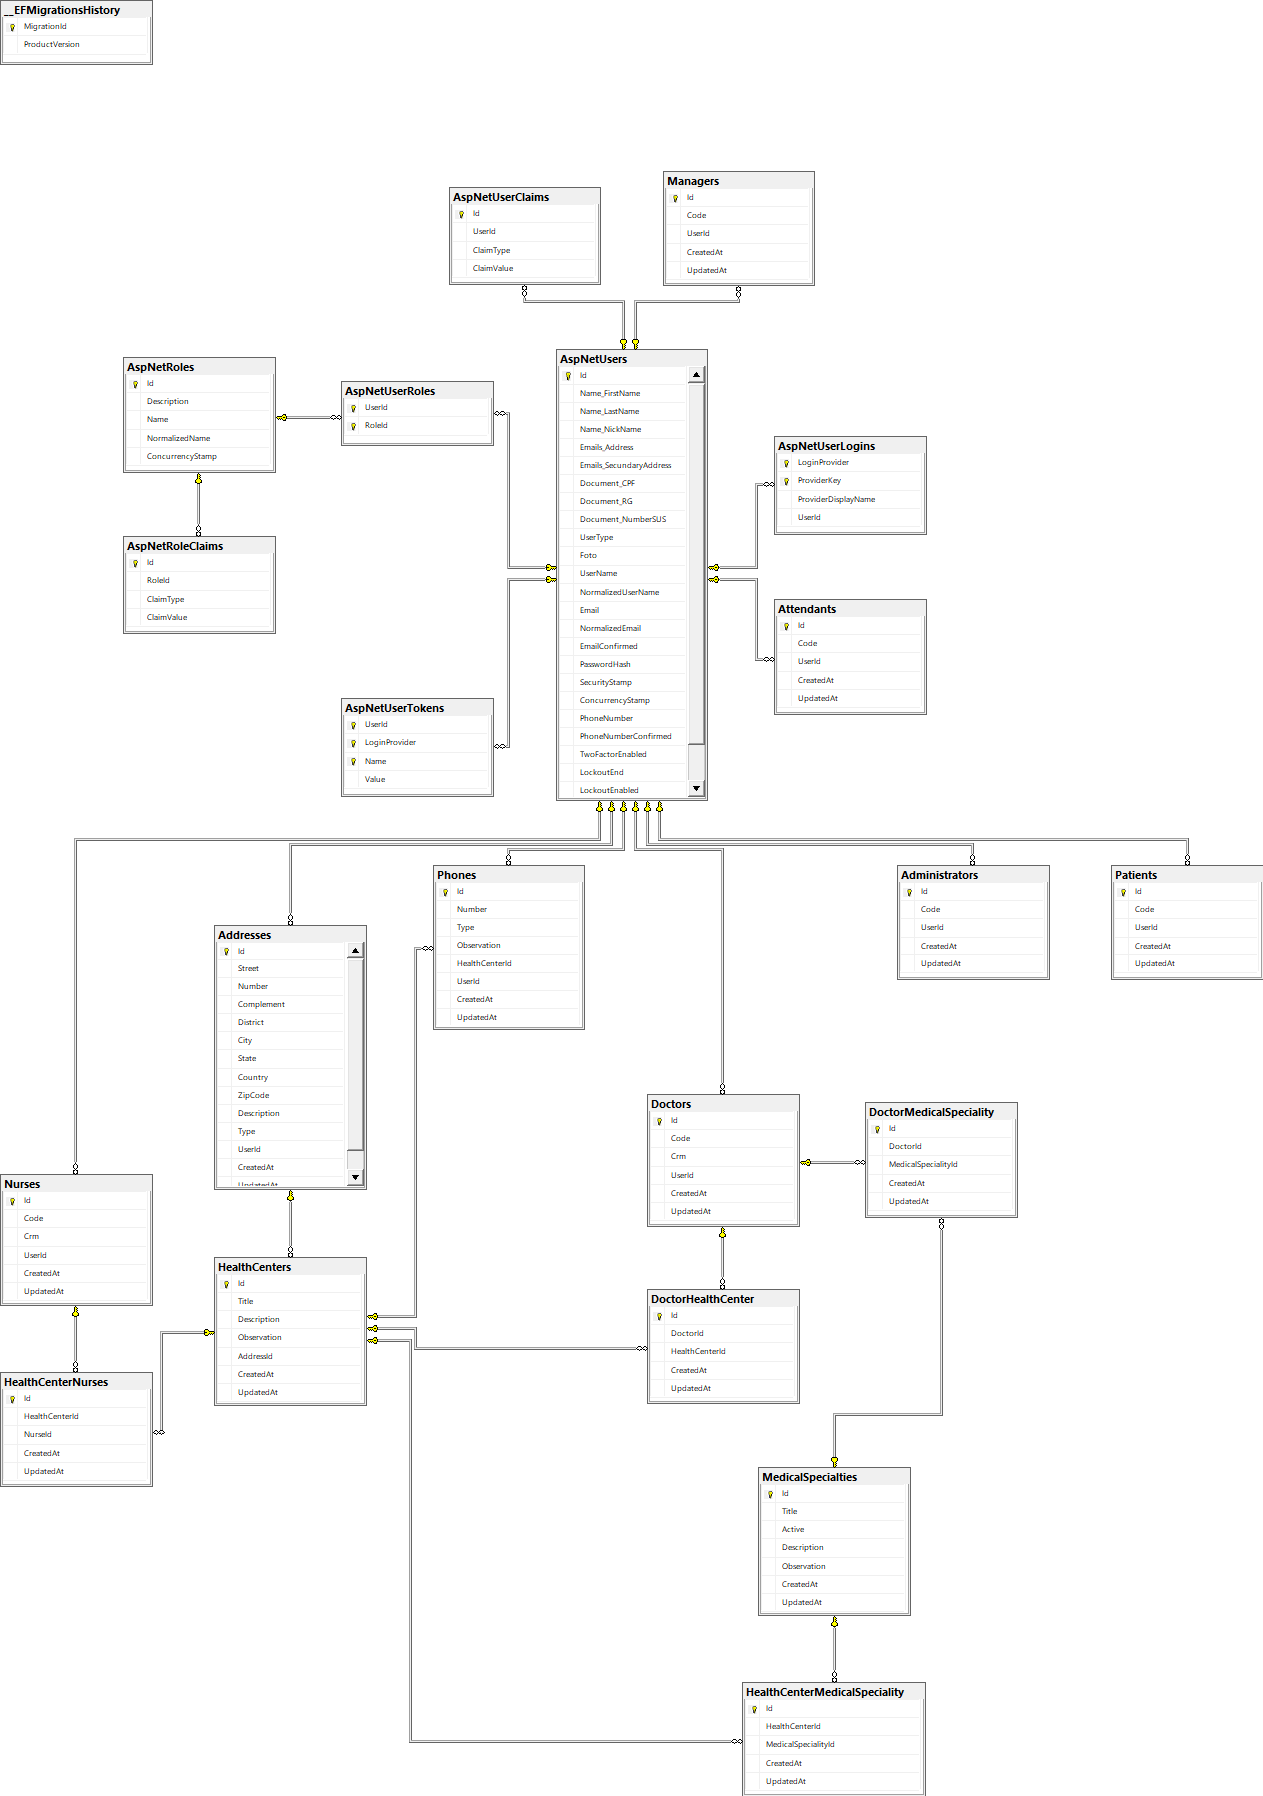 __EFMigrationsHistory
MigrationId
ProductVersion
AspNetUserClaims
Id
UserId
ClaimType
ClaimValue
Managers
Id
Code
UserId
CreatedAt
UpdatedAt
AspNetRoles
Id
Description
Name
NormalizedName
ConcurrencyStamp
AspNetUserRoles
UserId
RoleId
AspNetUsers
Id
Name_FirstName
Name_LastName
Name_NickName
Emails_Address
Emails_SecundaryAddress
Document_CPF
Document_RG
Document_NumberSUS
UserType
Foto
UserName
NormalizedUserName
Email
NormalizedEmail
EmailConfirmed
PasswordHash
SecurityStamp
ConcurrencyStamp
PhoneNumber
PhoneNumberConfirmed
TwoFactorEnabled
LockoutEnd
LockoutEnabled
AspNetUserLogins
LoginProvider
ProviderKey
ProviderDisplayName
UserId
AspNetRoleClaims
Id
RoleId
ClaimType
ClaimValue
Attendants
Id
Code
UserId
CreatedAt
UpdatedAt
AspNetUserTokens
UserId
LoginProvider
Name
Value
Phones
Id
Number
Type
Observation
HealthCenterId
UserId
CreatedAt
UpdatedAt
Administrators
Id
Code
UserId
CreatedAt
UpdatedAt
Patients
Id
Code
UserId
CreatedAt
UpdatedAt
Addresses
Id
Street
Number
Complement
District
City
State
Country
ZipCode
Description
Type
UserId
CreatedAt
UpdatedAt
Doctors
Id
Code
Crm
UserId
CreatedAt
UpdatedAt
DoctorMedicalSpeciality
Id
DoctorId
MedicalSpecialityId
CreatedAt
UpdatedAt
Nurses
Id
Code
Crm
UserId
CreatedAt
UpdatedAt
HealthCenters
Id
Title
Description
Observation
AddressId
CreatedAt
UpdatedAt
DoctorHealthCenter
Id
DoctorId
HealthCenterId
CreatedAt
UpdatedAt
HealthCenterNurses
Id
HealthCenterId
NurseId
CreatedAt
UpdatedAt
MedicalSpecialties
Id
Title
Active
Description
Observation
CreatedAt
UpdatedAt
HealthCenterMedicalSpeciality
Id
HealthCenterId
MedicalSpecialityId
CreatedAt
UpdatedAt